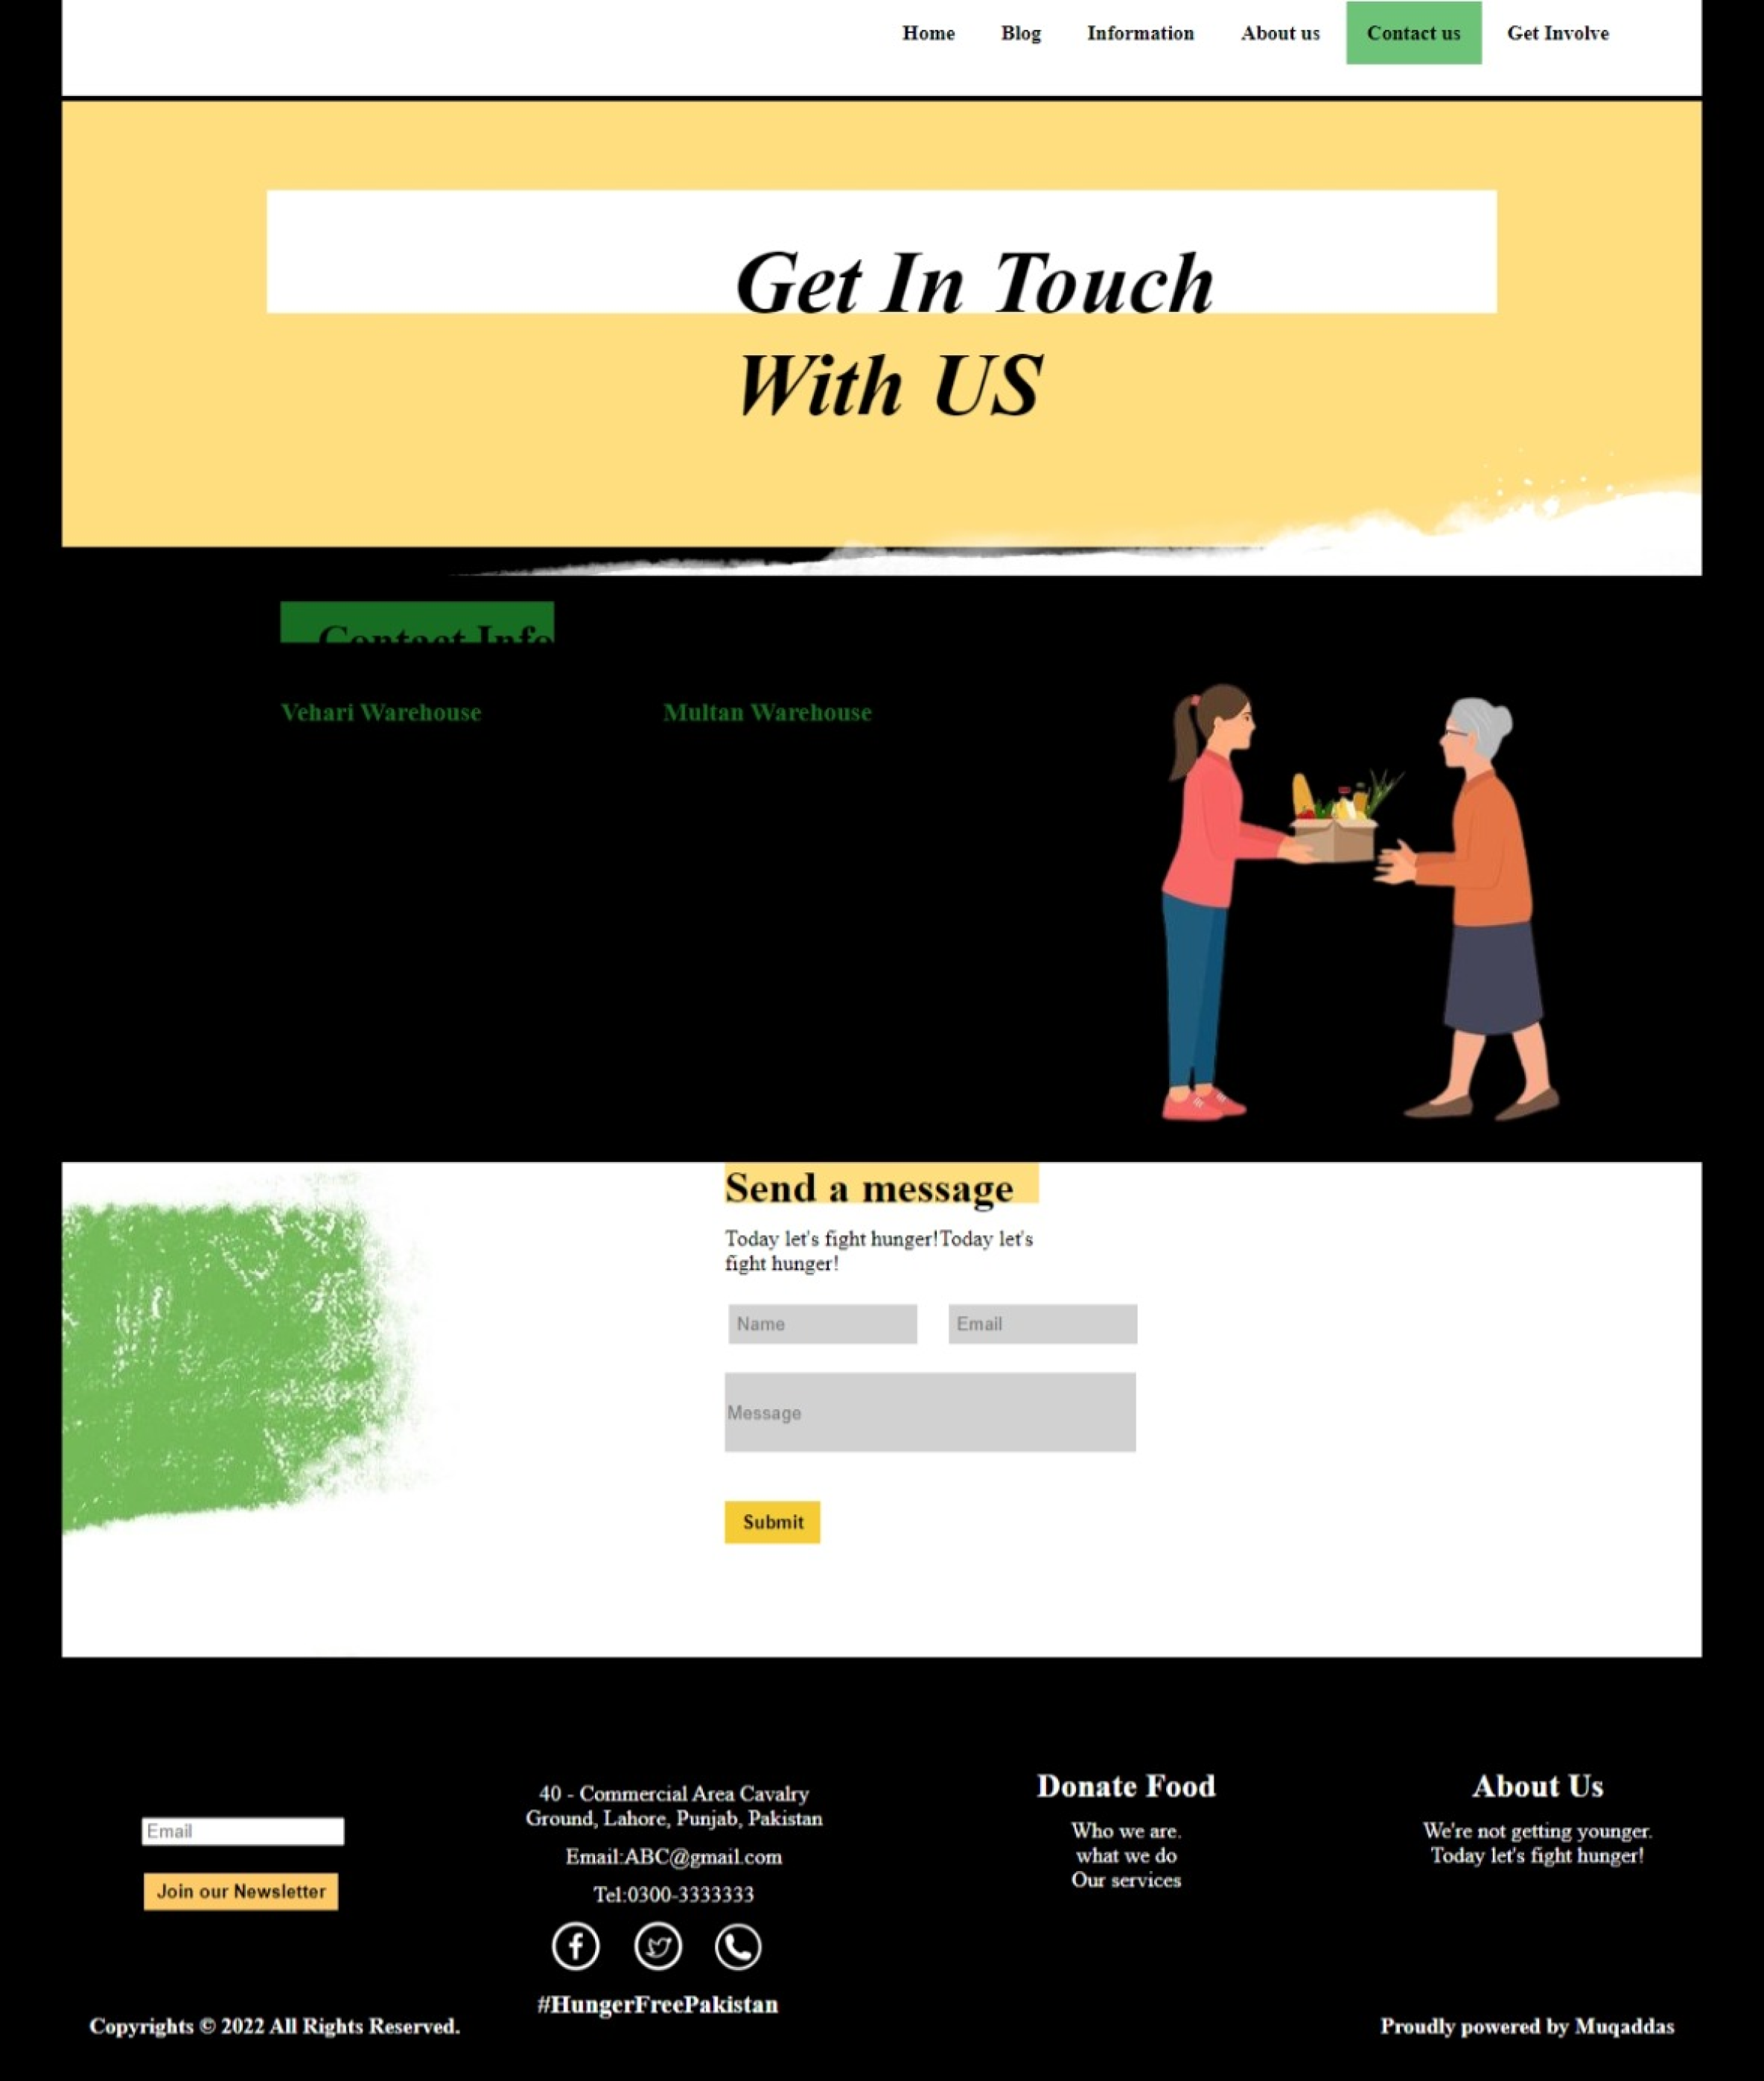 Home Blog Information About us Contact us Get Involve
Get In Touch
With US
Contact Info
Vehari Warehouse Multan Warehouse
Send a message
Today let's fight hunger!Today let's
fight hunger!
Name Email
Message
Submit
Email
Join our Newsletter
40 - Commercial Area Cavalry
Ground, Lahore, Punjab, Pakistan
Email:ABC@gmail.com
Tel:0300-3333333
#HungerFreePakistan
Donate Food
Who we are.
what we do
Our services
About Us
We're not getting younger.
Today let's fight hunger!
Copyrights © 2022 All Rights Reserved.
Proudly powered by Muqaddas